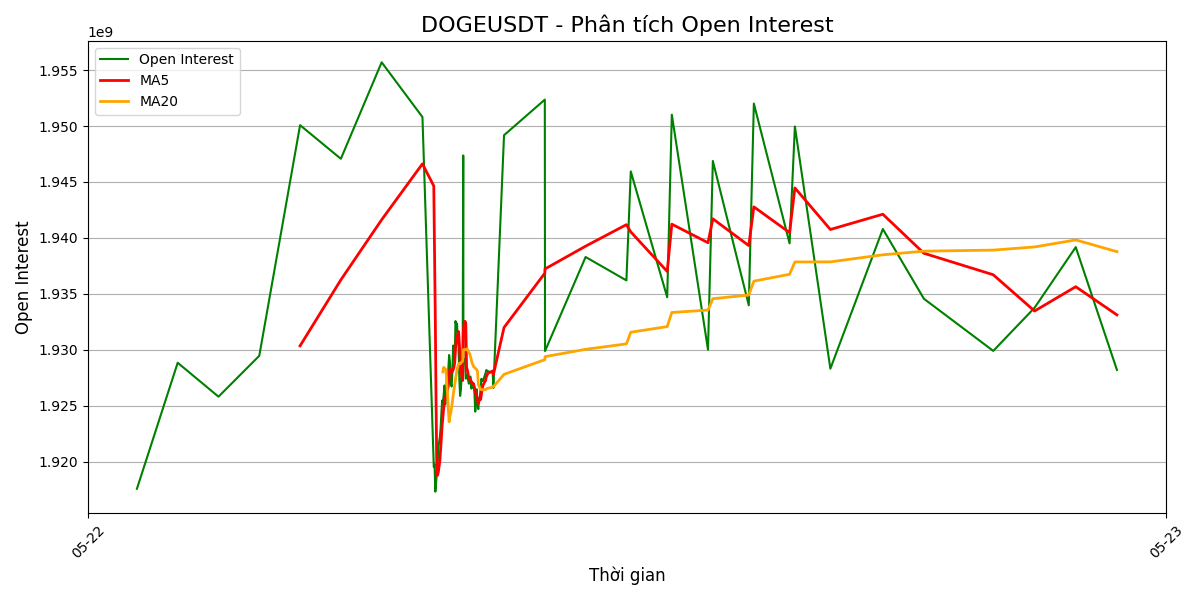 DOGEUSDT - Phân tích Open Interest
1e9
Open Interest
MA5
MA20
1.955
1.950
1.945
1.940
1.935
1.930
1.925
1.920
Open Interest
05-22
05-23
Thời gian